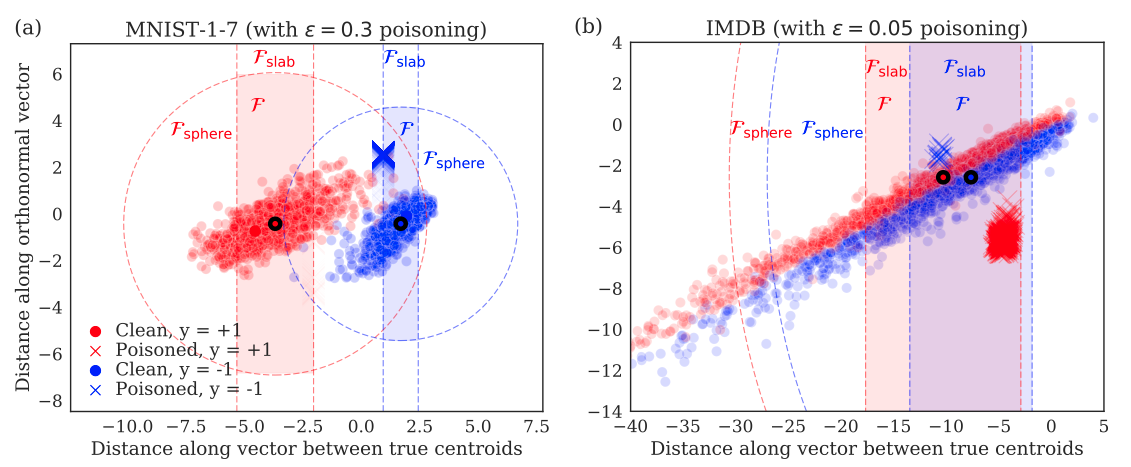 (a)
MNIST-1-7 (with ε = 0.3 poisoning)
Distance along orthonormal vector
6
4
2
0
−2
−4
−6
−8
𝓕slab
𝓕
𝓕sphere
𝓕slab
𝓕
𝓕sphere
Clean, y = +1
Poisoned, y = +1
Clean, y = -1
Poisoned, y = -1
−10.0 −7.5 −5.0 −2.5 0.0 2.5 5.0 7.5
Distance along vector between true centroids
(b)
IMDB (with ε = 0.05 poisoning)
4
2
0
−2
−4
−6
−8
−10
−12
−14
𝓕slab
𝓕slab
𝓕
𝓕
𝓕sphere
𝓕sphere
−40 −35 −30 −25 −20 −15 −10 −5 0 5
Distance along vector between true centroids